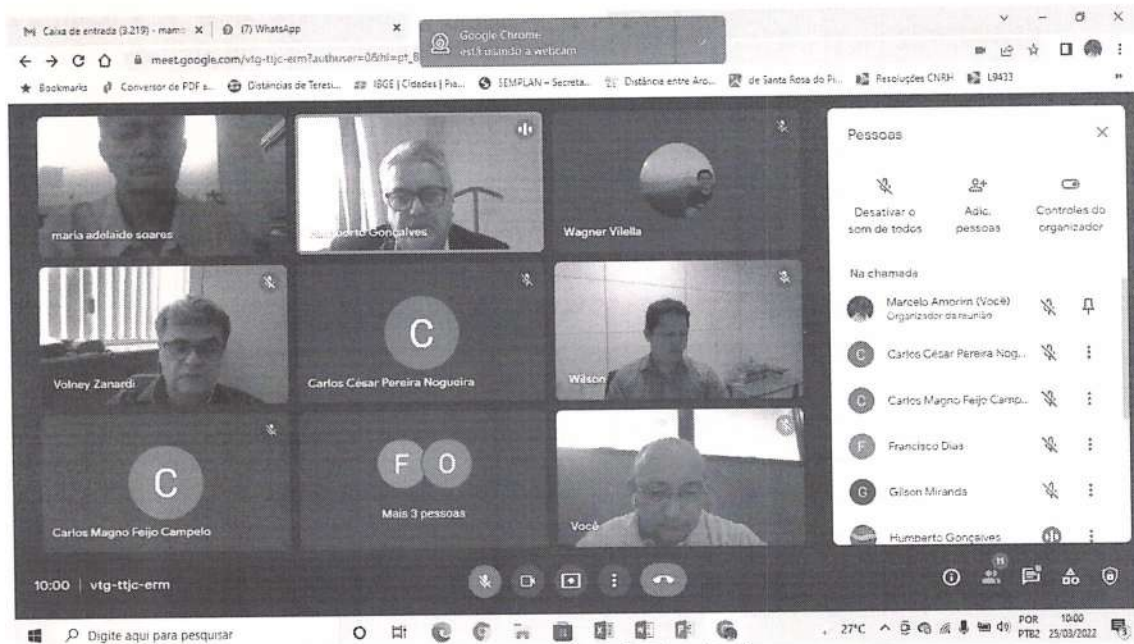 Caixa de entrada (3.219) - mam
(7) WhatsApp
Google Chrome
está usando a webcam
meet.google.com/vtg-ttjc-erm?authuser=0&hl=pt_B
Bookmarks
Conversor de PDF
Distâncias de Teresi...
IBGE | Cidades | Pia...
SEMPLAN – Secreta...
Distância entre Aro...
de Santa Rosa do Pi...
Resoluções CNRH
L9433
maria adelaide soares
Gonçalves
Wagner Vilella
Volney Zanardi
C
Carlos César Pereira Nogueira
Wilson
C
Carlos Magno Feijo Campelo
F O
Mais 3 pessoas
Você
Pessoas
Desativar o som de todos
Adic. pessoas
Controles do organizador
Na chamada
Marcelo Amorim (Você)
Organizador da reunião
C
Carlos César Pereira Nog...
C
Carlos Magno Feijo Camp...
F
Francisco Dias
G
Gilson Miranda
Humberto Gonçalves
10:00 | vtg-ttjc-erm
11
Digite aqui para pesquisar
27°C
POR
PTB2
10:00
25/03/2022